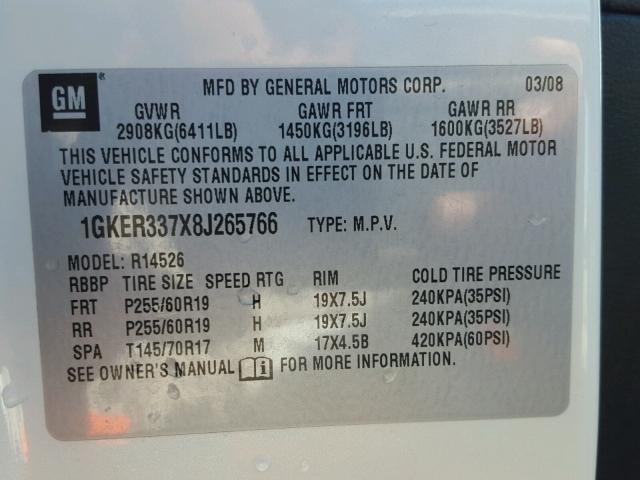 GM ®
MFD BY GENERAL MOTORS CORP. 03/08
GVWR GAWR FRT GAWR RR
2908KG(6411LB) 1450KG(3196LB) 1600KG(3527LB)
THIS VEHICLE CONFORMS TO ALL APPLICABLE U.S. FEDERAL MOTOR
VEHICLE SAFETY STANDARDS IN EFFECT ON THE DATE OF
MANUFACTURE SHOWN ABOVE.
1GKER337X8J265766 TYPE: M.P.V.
MODEL: R14526
RBBP TIRE SIZE SPEED RTG RIM COLD TIRE PRESSURE
FRT P255/60R19 H 19X7.5J 240KPA(35PSI)
RR P255/60R19 H 19X7.5J 240KPA(35PSI)
SPA T145/70R17 M 17X4.5B 420KPA(60PSI)
SEE OWNER'S MANUAL FOR MORE INFORMATION.